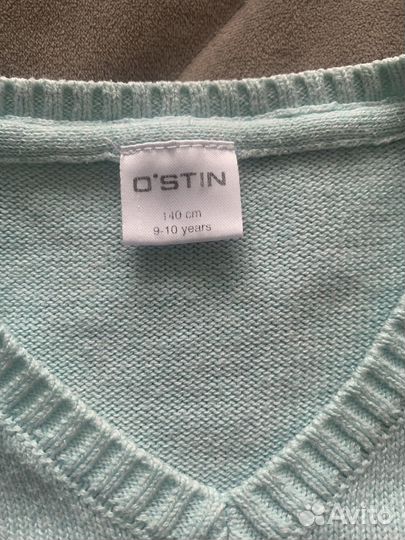 O'STIN
140 cm
9-10 years
Avito